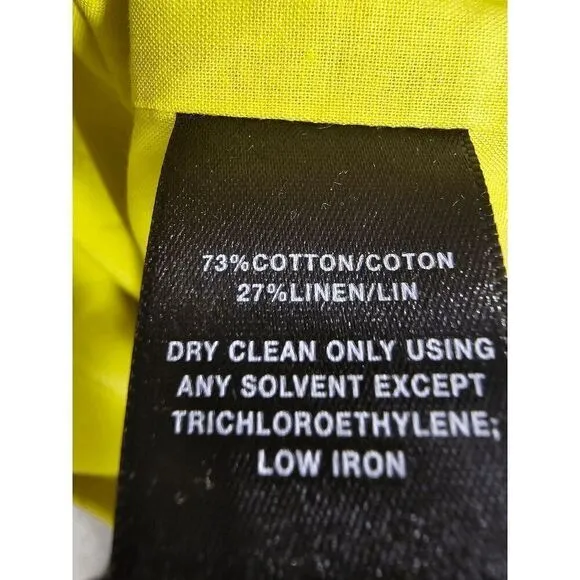 73%COTTON/COTON
27%LINEN/LIN
DRY CLEAN ONLY USING
ANY SOLVENT EXCEPT
TRICHLOROETHYLENE;
LOW IRON